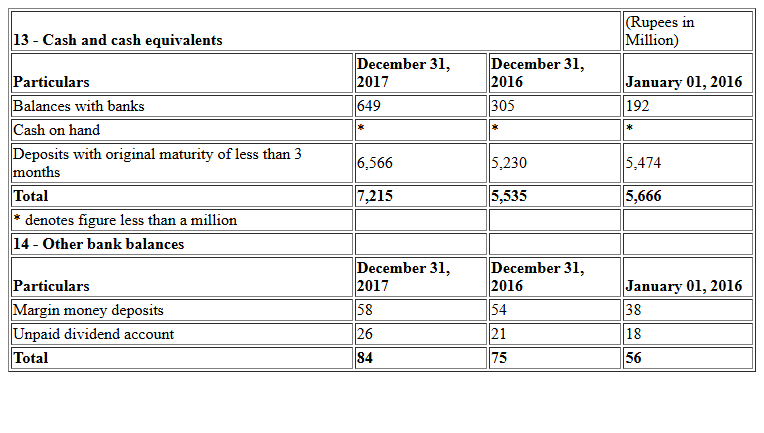 13 - Cash and cash equivalents (Rupees in
Million)
Particulars December 31,
2017 December 31,
2016 January 01, 2016
Balances with banks 649 305 192
Cash on hand * * *
Deposits with original maturity of less than 3
months 6,566 5,230 5,474
Total 7,215 5,535 5,666
* denotes figure less than a million
14 - Other bank balances
Particulars December 31,
2017 December 31,
2016 January 01, 2016
Margin money deposits 58 54 38
Unpaid dividend account 26 21 18
Total 84 75 56